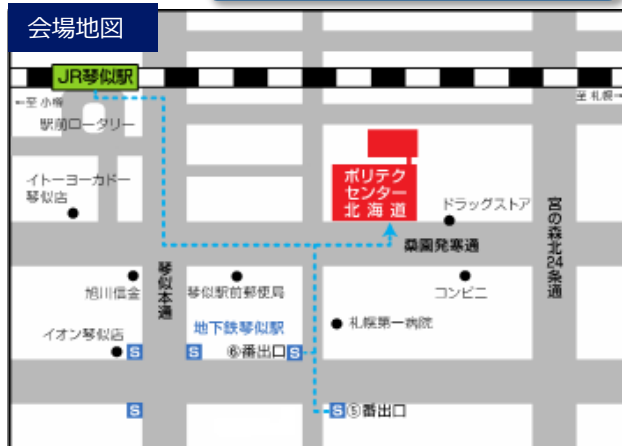 会場地図
JR琴似駅
←至 小樽
至 札幌→
駅前ロータリー
イトーヨーカドー
琴似店
ポリテク
センター
北海道
ドラッグストア
宮の森北24条通
桑園発寒通
琴似本通
旭川信金
琴似駅前郵便局
コンビニ
イオン琴似店
地下鉄琴似駅
札幌第一病院
S
S
⑥番出口
S
S
S
⑤番出口